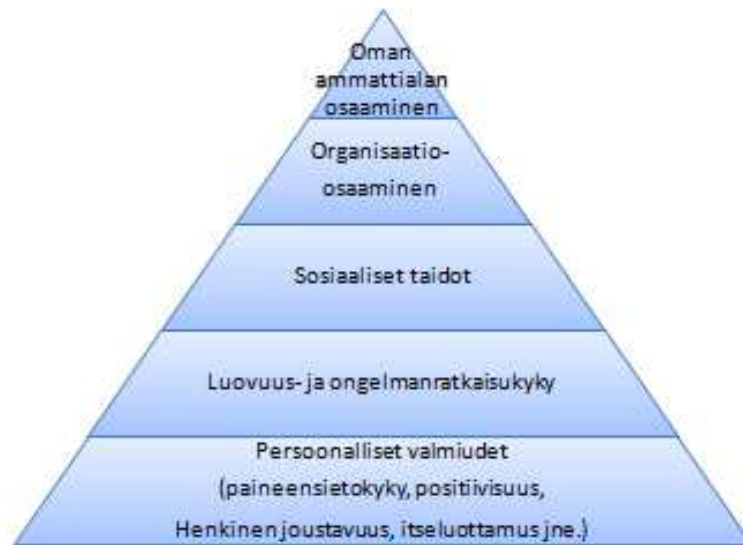 Oman
ammattialan
osaaminen
Organisaatio-
osaaminen
Sosiaaliset taidot
Luovuus- ja ongelmanratkaisukyky
Persoonalliset valmiudet
(paineensietokyky, positiivisuus,
Henkinen joustavuus, itseluottamus jne.)